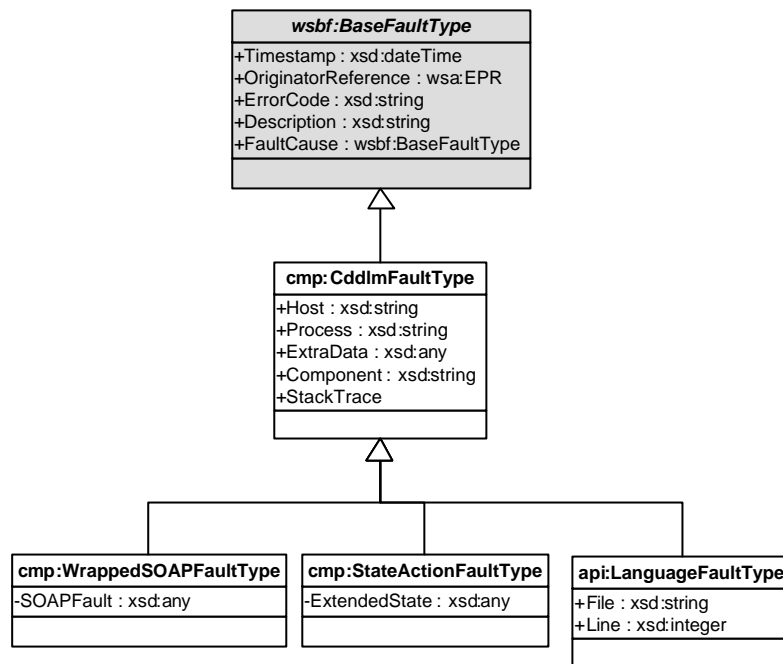 wsbf:BaseFaultType
+Timestamp : xsd:dateTime
+OriginatorReference : wsa:EPR
+ErrorCode : xsd:string
+Description : xsd:string
+FaultCause : wsbf:BaseFaultType
cmp:CddlmFaultType
+Host : xsd:string
+Process : xsd:string
+ExtraData : xsd:any
+Component : xsd:string
+StackTrace
cmp:WrappedSOAPFaultType
-SOAPFault : xsd:any
cmp:StateActionFaultType
-ExtendedState : xsd:any
api:LanguageFaultType
+File : xsd:string
+Line : xsd:integer